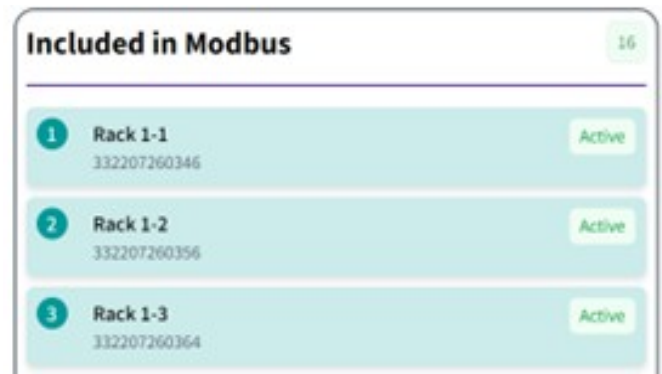 Included in Modbus 16
1 Rack 1-1 Active
332207260346
2 Rack 1-2 Active
332207260356
3 Rack 1-3 Active
332207260364